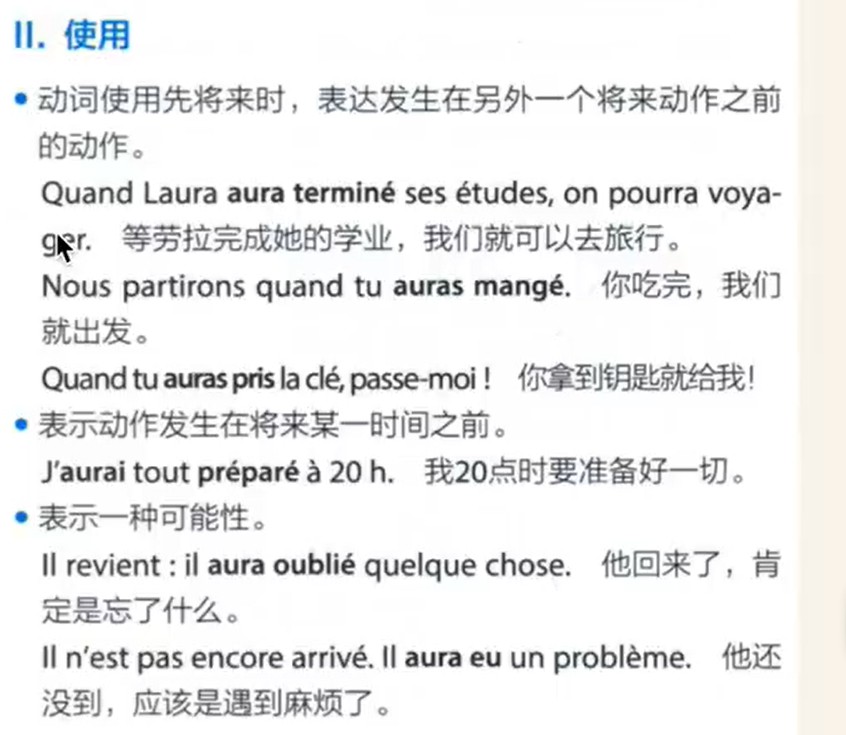 II. 使用
• 动词使用先将来时，表达发生在另外一个将来动作之前
的动作。
Quand Laura aura terminé ses études, on pourra voya-
ger. 等劳拉完成她的学业，我们就可以去旅行。
Nous partirons quand tu auras mangé. 你吃完，我们
就出发。
Quand tu auras pris la clé, passe-moi ! 你拿到钥匙就给我！
• 表示动作发生在将来某一时间之前。
J’aurai tout préparé à 20 h. 我20点时要准备好一切。
• 表示一种可能性。
Il revient : il aura oublié quelque chose. 他回来了，肯
定是忘了什么。
Il n’est pas encore arrivé. Il aura eu un problème. 他还
没到，应该是遇到麻烦了。